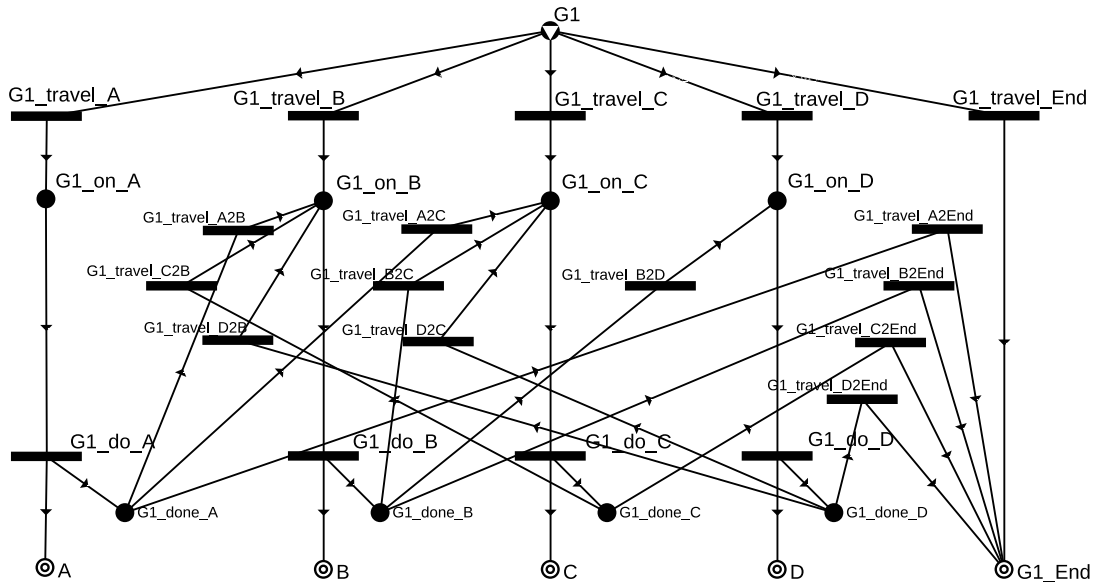 G1
G1_travel_A
G1_travel_B
G1_travel_C
G1_travel_D
G1_travel_End
G1_on_A
G1_on_B
G1_on_C
G1_on_D
G1_travel_A2B
G1_travel_A2C
G1_travel_A2End
G1_travel_C2B
G1_travel_B2C
G1_travel_B2D
G1_travel_B2End
G1_travel_D2B
G1_travel_D2C
G1_travel_C2End
G1_travel_D2End
G1_do_A
G1_do_B
G1_do_C
G1_do_D
G1_done_A
G1_done_B
G1_done_C
G1_done_D
A
B
C
D
G1_End